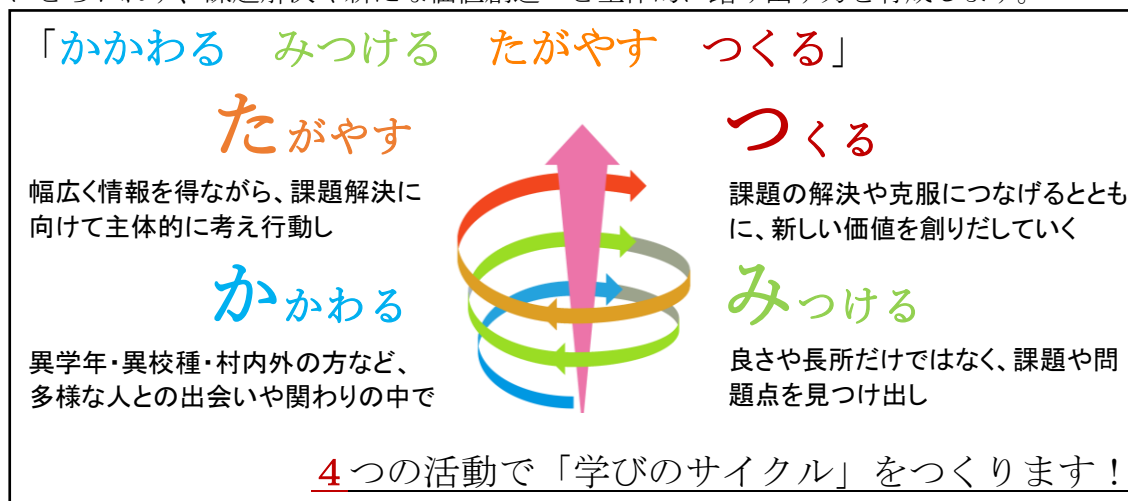 「かかわる　みつける　たがやす　つくる」
たがやす
幅広く情報を得ながら、課題解決に
向けて主体的に考え行動し
つくる
課題の解決や克服につなげるととも
に、新しい価値を創りだしていく
かかわる
異学年・異校種・村内外の方など、
多様な人との出会いや関わりの中で
みつける
良さや長所だけではなく、課題や問
題点を見つけ出し
４つの活動で「学びのサイクル」をつくります！